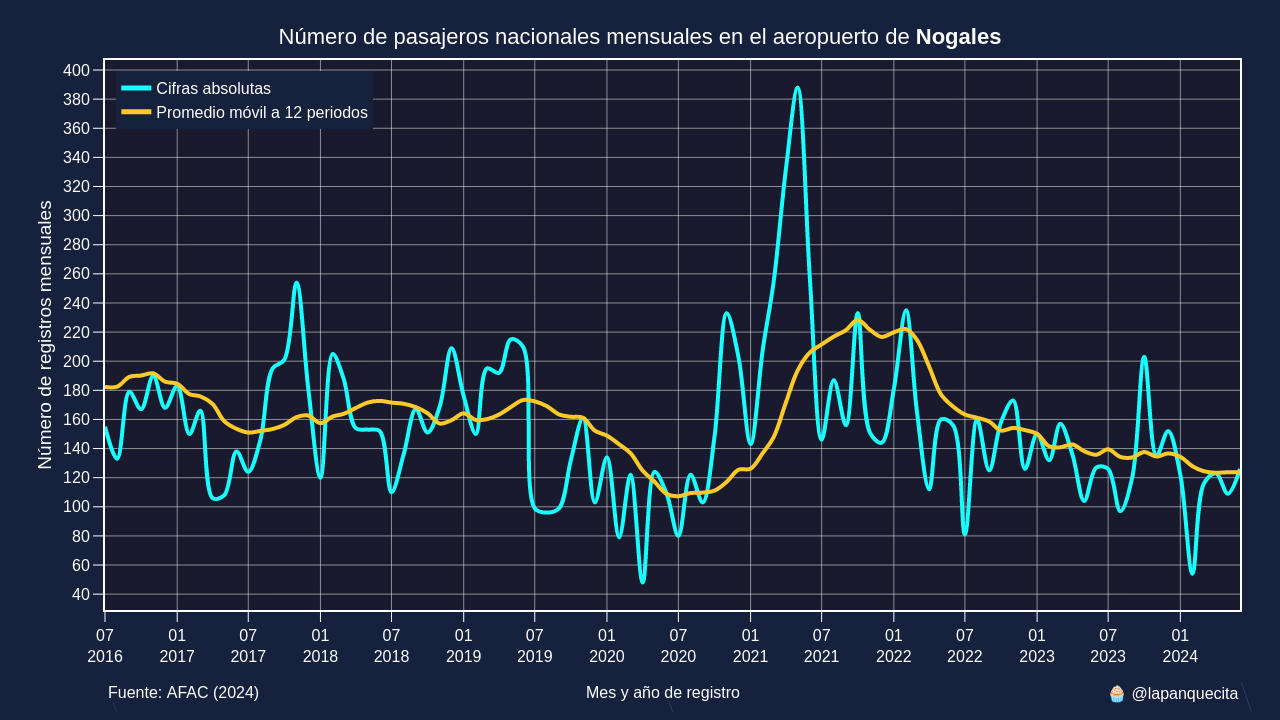 Número de pasajeros nacionales mensuales en el aeropuerto de Nogales
Cifras absolutas
Promedio móvil a 12 periodos
Número de registros mensuales
400
380
360
340
320
300
280
260
240
220
200
180
160
140
120
100
80
60
40
07 01 07 01 07 01 07 01 07 01 07 01 07 01 07 01
2016 2017 2017 2018 2018 2019 2019 2020 2020 2021 2021 2022 2022 2023 2023 2024
Fuente: AFAC (2024) Mes y año de registro 🧁 @lapanquecita